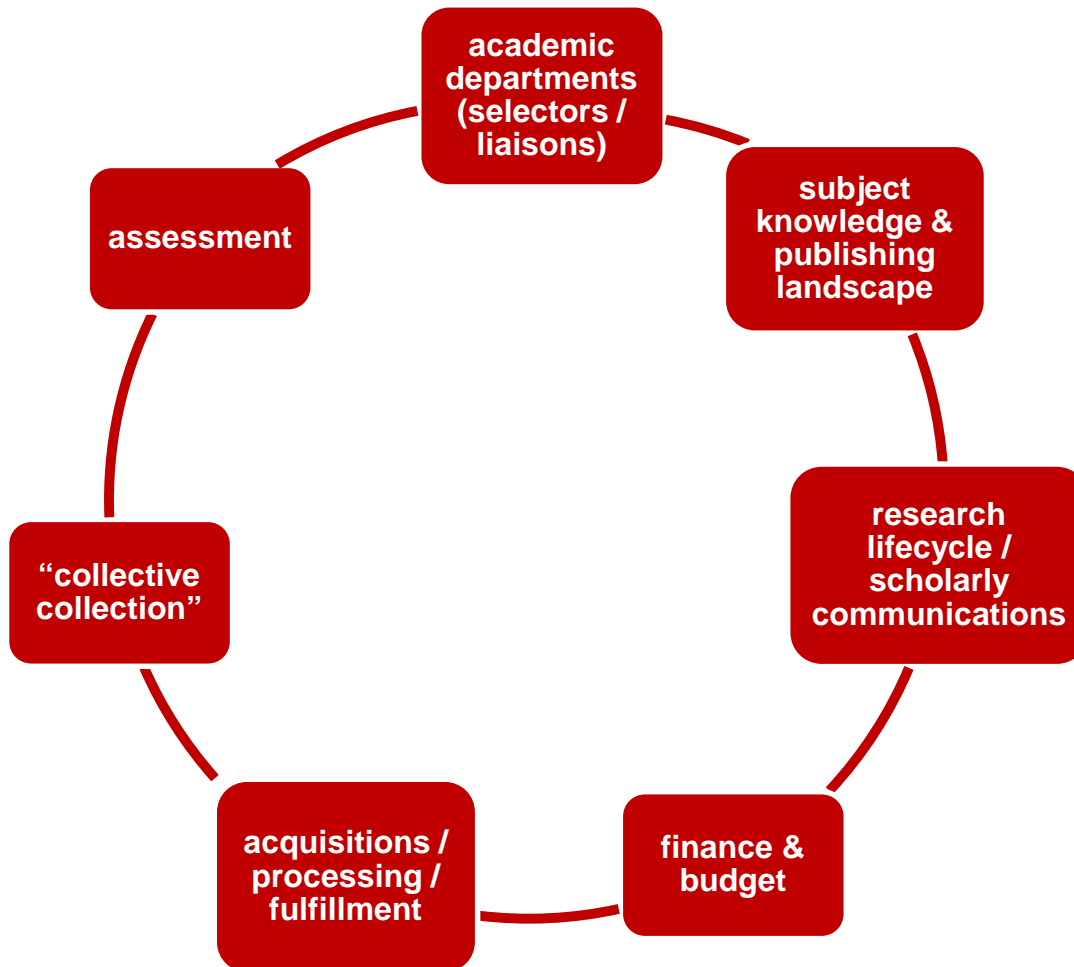 academic
departments
(selectors /
liaisons)
subject
knowledge &
publishing
landscape
research
lifecycle /
scholarly
communications
finance &
budget
acquisitions /
processing /
fulfillment
“collective
collection”
assessment